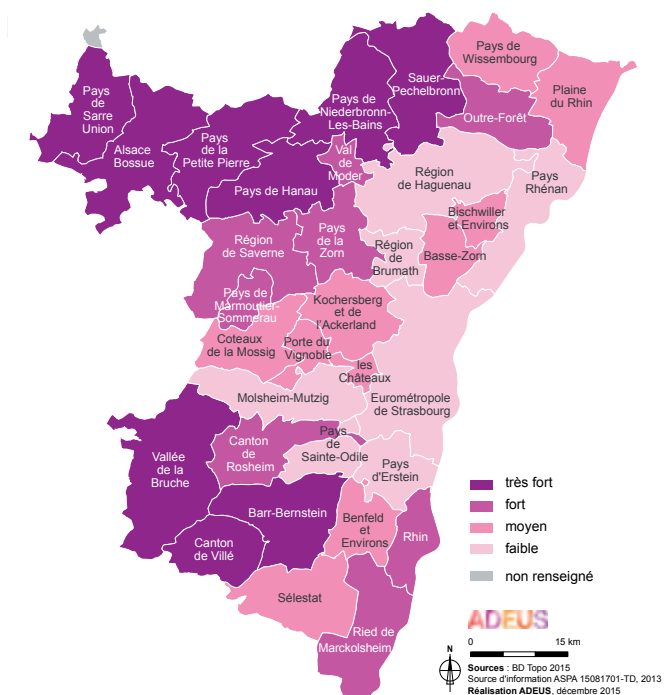 Pays de
Wissembourg
Plaine
du Rhin
Sauer-
Pechelbronn
Outre-Forêt
Pays de
Niederbronn-
Les-Bains
Pays
de
Sarre
Union
Alsace
Bossue
Pays
de la
Petite Pierre
Val
de
Moder
Pays de Hanau
Région
de Haguenau
Pays
Rhénan
Bischwiller
et Environs
Basse-Zorn
Région
de Saverne
Pays
de la
Zorn
Région
de
Brumath
Pays de
Marmoutier-
Sommerau
Kochersberg
et de
l'Ackerland
Coteaux
de la Mossig
Porte du
Vignoble
les
Châteaux
Molsheim-Mutzig
Eurométropole
de Strasbourg
Vallée
de la
Bruche
Canton
de
Rosheim
Pays
de
Sainte-Odile
Pays
d'Erstein
Barr-Bernstein
Benfeld
et
Environs
Rhin
Canton
de Villé
Sélestat
Ried de
Marckolsheim
très fort
fort
moyen
faible
non renseigné
ADEUS
0 15 km
N
Sources : BD Topo 2015
Source d'information ASPA 15081701-TD, 2013
Réalisation ADEUS, décembre 2015